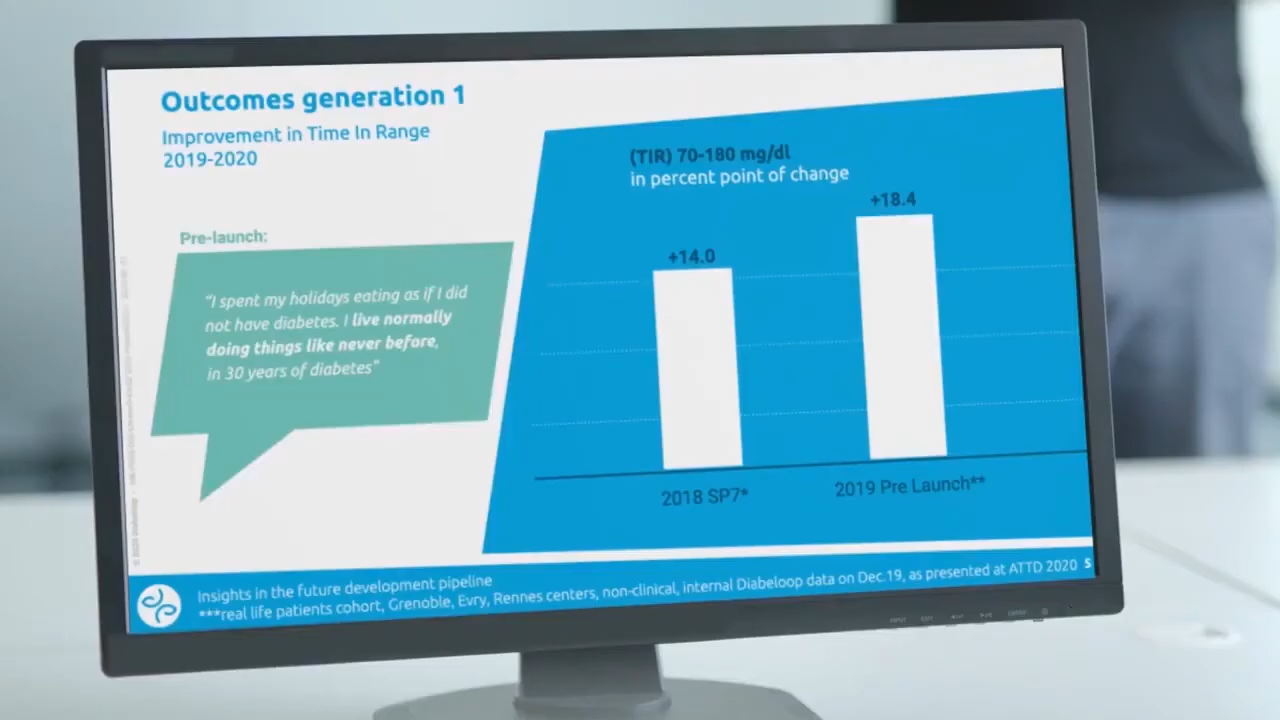 Outcomes generation 1
Improvement in Time In Range
2019-2020
(TIR) 70-180 mg/dl
in percent point of change
+18.4
+14.0
Pre-launch:
"I spent my holidays eating as if I did
not have diabetes. I live normally
doing things like never before,
in 30 years of diabetes"
2018 SP7*
2019 Pre Launch**
Insights in the future development pipeline
***real life patients cohort, Grenoble, Evry, Rennes centers, non-clinical, internal Diabeloop data on Dec.19, as presented at ATTD 2020
5